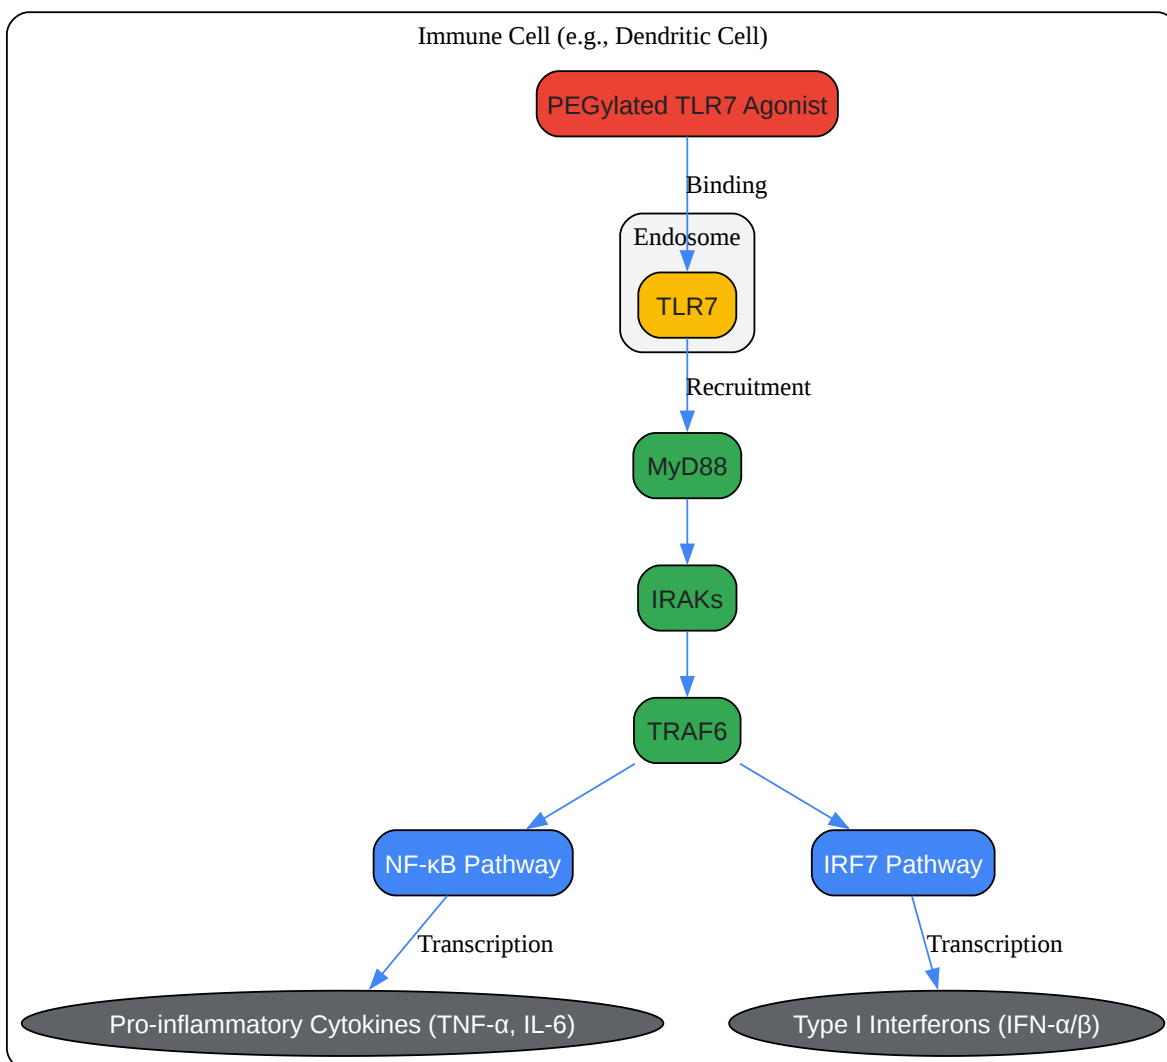 Immune Cell (e.g., Dendritic Cell)
PEGylated TLR7 Agonist
Binding
Endosome
TLR7
Recruitment
MyD88
IRAKs
TRAF6
NF-κB Pathway
IRF7 Pathway
Transcription
Transcription
Pro-inflammatory Cytokines (TNF-α, IL-6)
Type I Interferons (IFN-α/β)